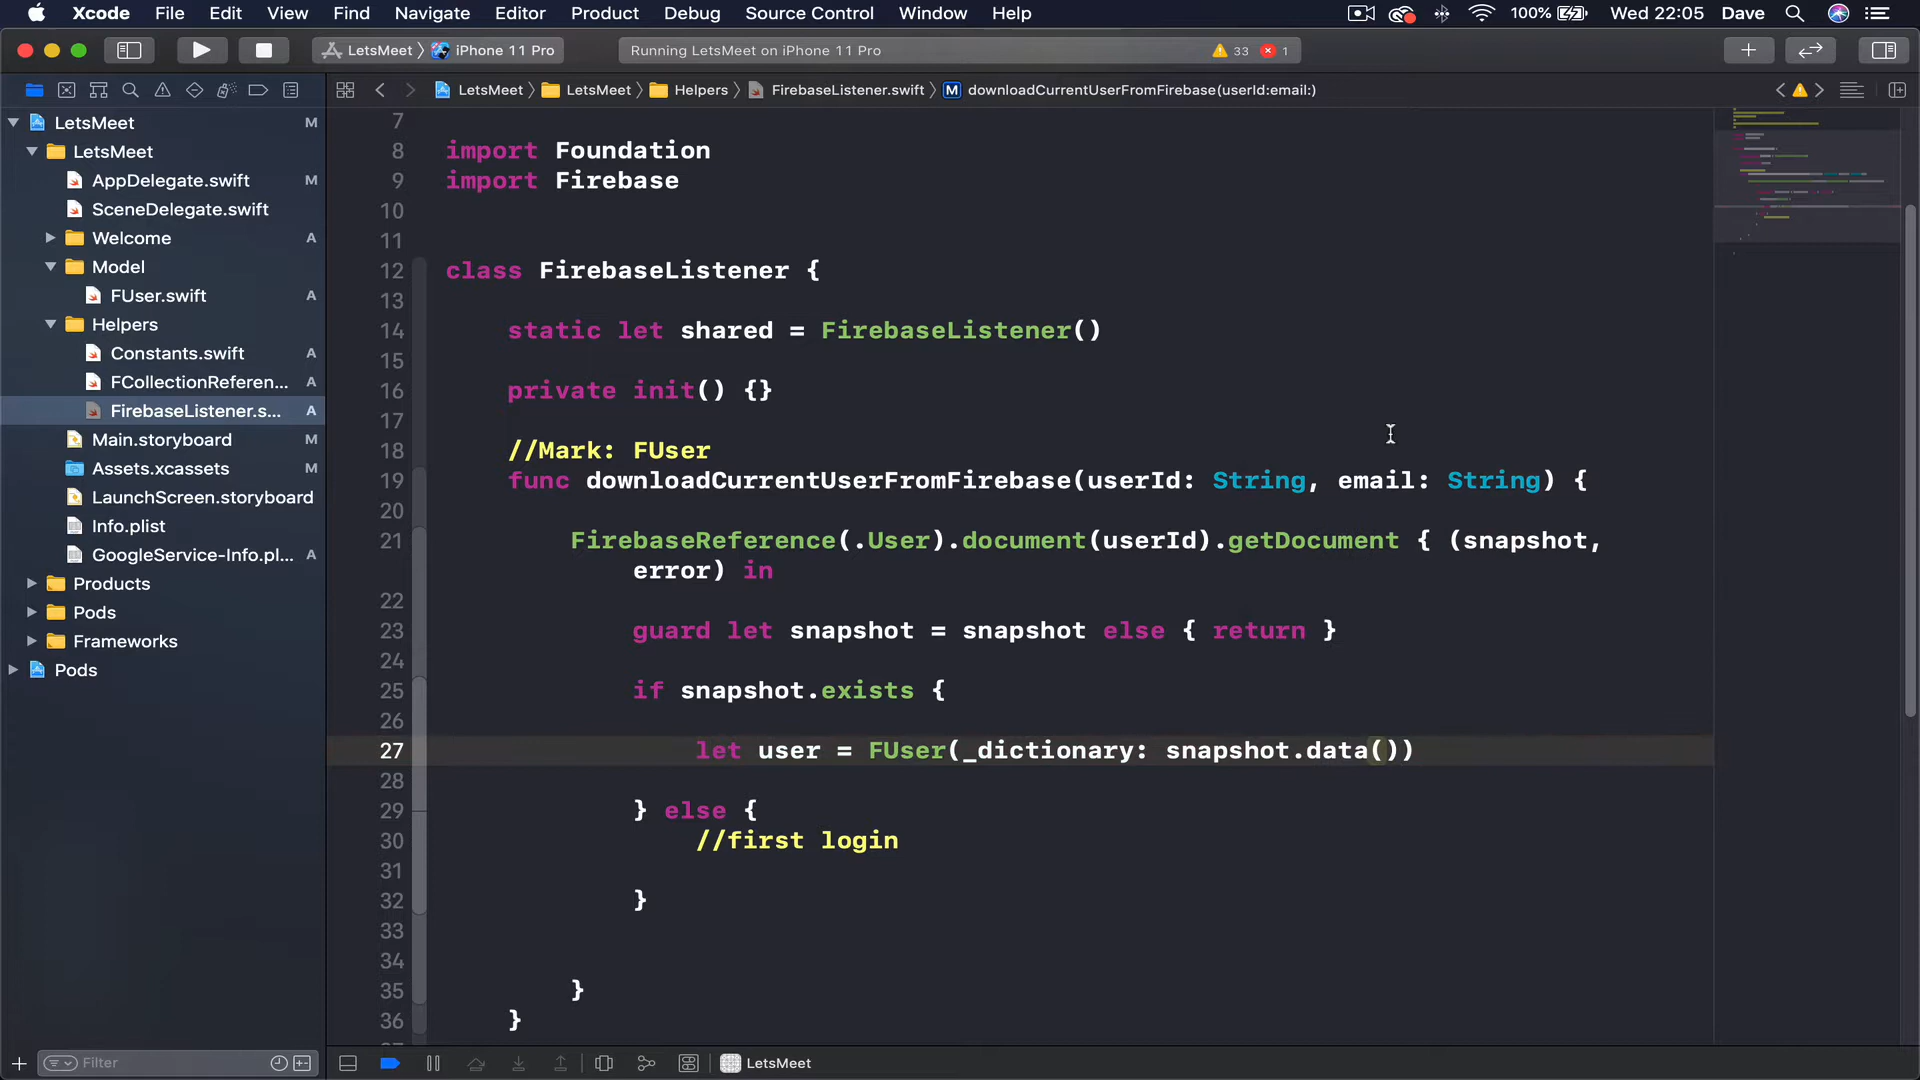 Xcode File Edit View Find Navigate Editor Product Debug Source Control Window Help 100% Wed 22:05 Dave
LetsMeet iPhone 11 Pro Running LetsMeet on iPhone 11 Pro 33 1
LetsMeet LetsMeet Helpers FirebaseListener.swift M downloadCurrentUserFromFirebase(userId:email:)
LetsMeet M
LetsMeet
AppDelegate.swift M
SceneDelegate.swift
Welcome A
Model
FUser.swift A
Helpers
Constants.swift A
FCollectionReferen... A
FirebaseListener.s... A
Main.storyboard M
Assets.xcassets M
LaunchScreen.storyboard
Info.plist
GoogleService-Info.pl... A
Products
Pods
Frameworks
Pods
Filter
7
8 import Foundation
9 import Firebase
10
11
12 class FirebaseListener {
13
14 static let shared = FirebaseListener()
15
16 private init() {}
17
18 //Mark: FUser
19 func downloadCurrentUserFromFirebase(userId: String, email: String) {
20
21 FirebaseReference(.User).document(userId).getDocument { (snapshot,
error) in
22
23 guard let snapshot = snapshot else { return }
24
25 if snapshot.exists {
26
27 let user = FUser(_dictionary: snapshot.data())
28
29 } else {
30 //first login
31
32 }
33
34
35 }
36 }
LetsMeet